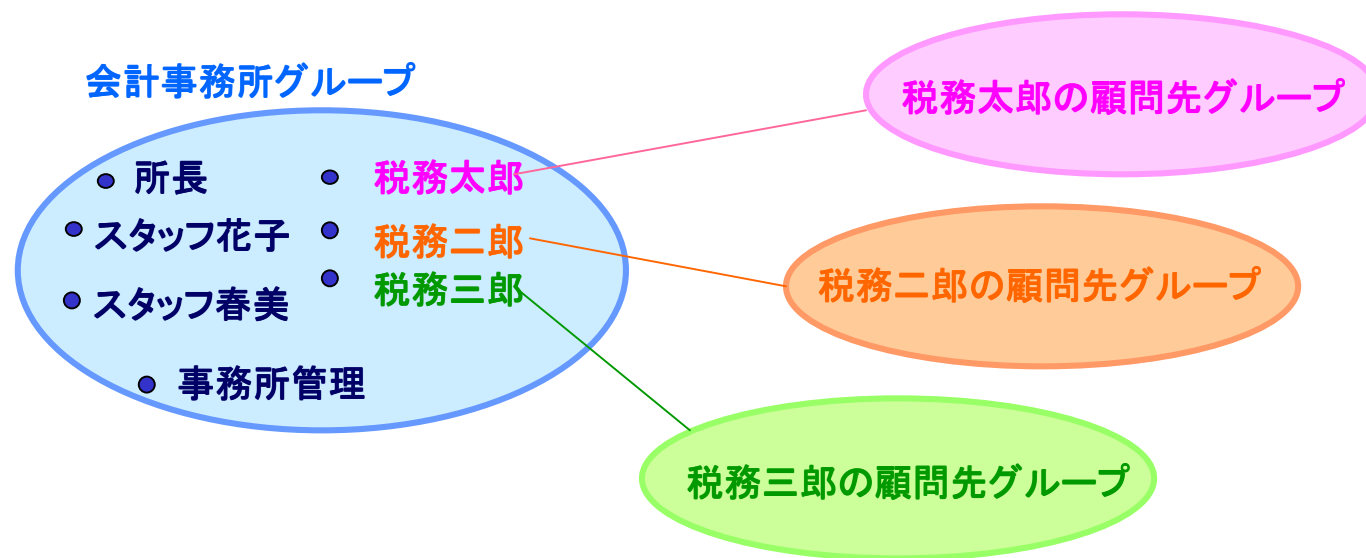 会計事務所グループ
所長
スタッフ花子
スタッフ春美
事務所管理
税務太郎
税務二郎
税務三郎
税務太郎の顧問先グループ
税務二郎の顧問先グループ
税務三郎の顧問先グループ